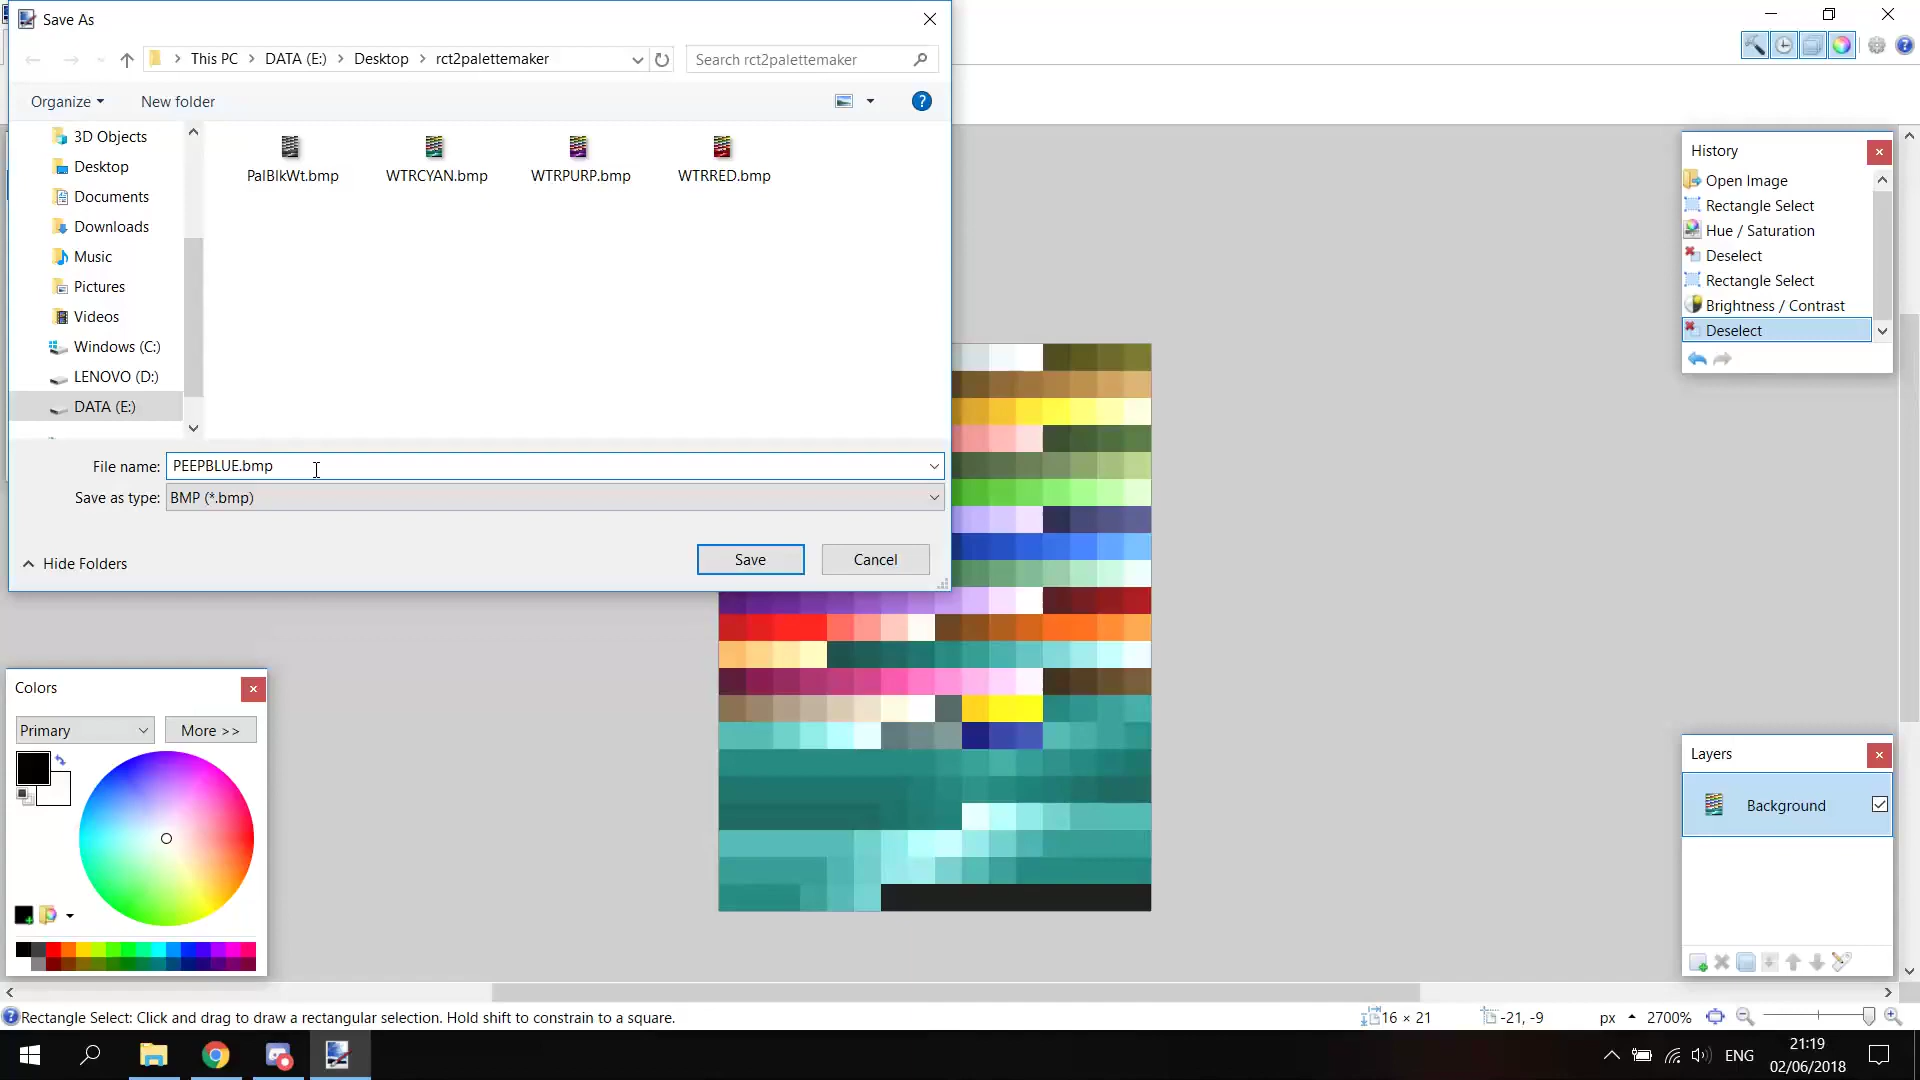 Save As
This PC > DATA (E:) > Desktop > rct2palettemaker
Search rct2palettemaker
Organize
New folder
3D Objects
Desktop
Documents
Downloads
Music
Pictures
Videos
Windows (C:)
LENOVO (D:)
DATA (E:)
PalBlkWt.bmp
WTRCYAN.bmp
WTRPURP.bmp
WTRRED.bmp
File name: PEEPBLUE.bmp
Save as type: BMP (*.bmp)
Hide Folders
Save
Cancel
History
Open Image
Rectangle Select
Hue / Saturation
Deselect
Rectangle Select
Brightness / Contrast
Deselect
Colors
Primary
More >>
Layers
Background
Rectangle Select: Click and drag to draw a rectangular selection. Hold shift to constrain to a square.
16 × 21
-21, -9
px
2700%
ENG
21:19
02/06/2018